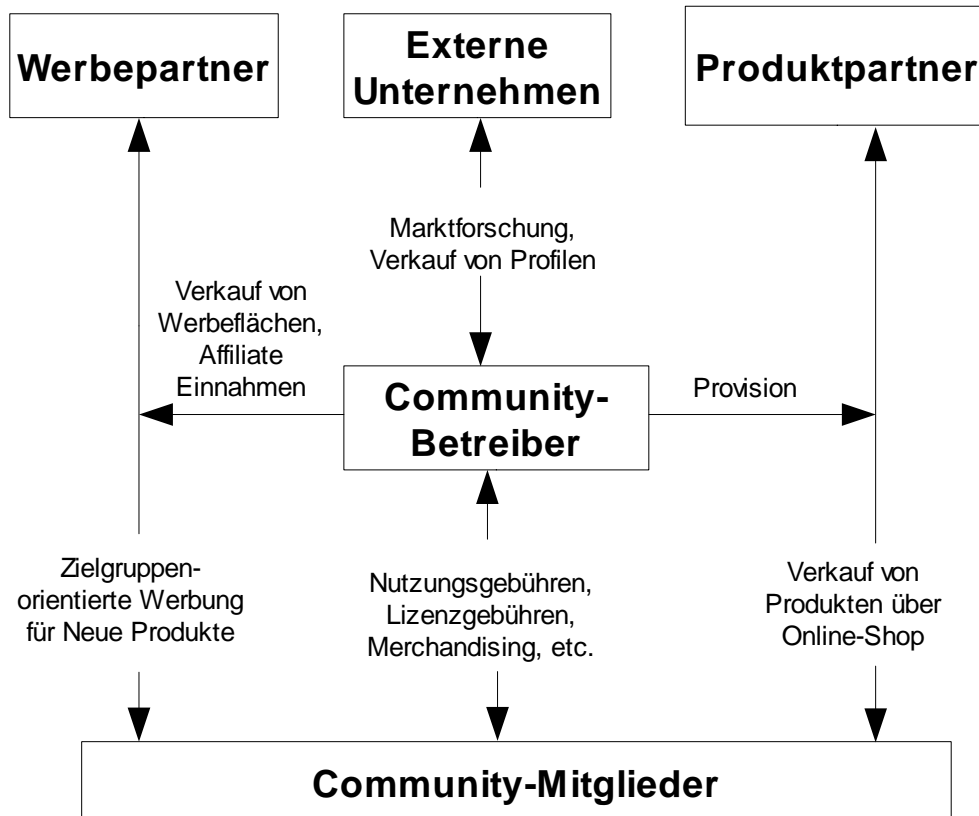 Werbepartner
Externe
Unternehmen
Produktpartner
Marktforschung,
Verkauf von Profilen
Verkauf von
Werbeflächen,
Affiliate
Einnahmen
Community-
Betreiber
Provision
Zielgruppen-
orientierte Werbung
für Neue Produkte
Nutzungsgebühren,
Lizenzgebühren,
Merchandising, etc.
Verkauf von
Produkten über
Online-Shop
Community-Mitglieder